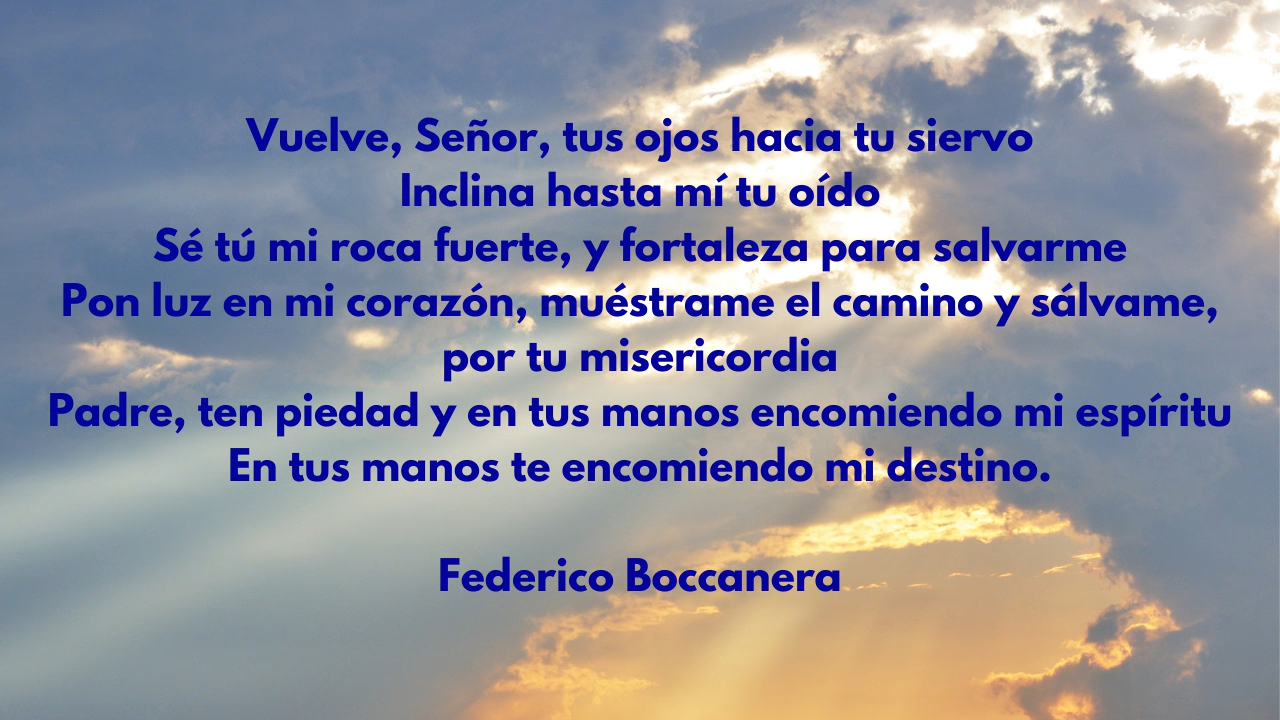 Vuelve, Señor, tus ojos hacia tu siervo
Inclina hasta mí tu oído
Sé tú mi roca fuerte, y fortaleza para salvarme
Pon luz en mi corazón, muéstrame el camino y sálvame,
por tu misericordia
Padre, ten piedad y en tus manos encomiendo mi espíritu
En tus manos te encomiendo mi destino.
Federico Boccanera